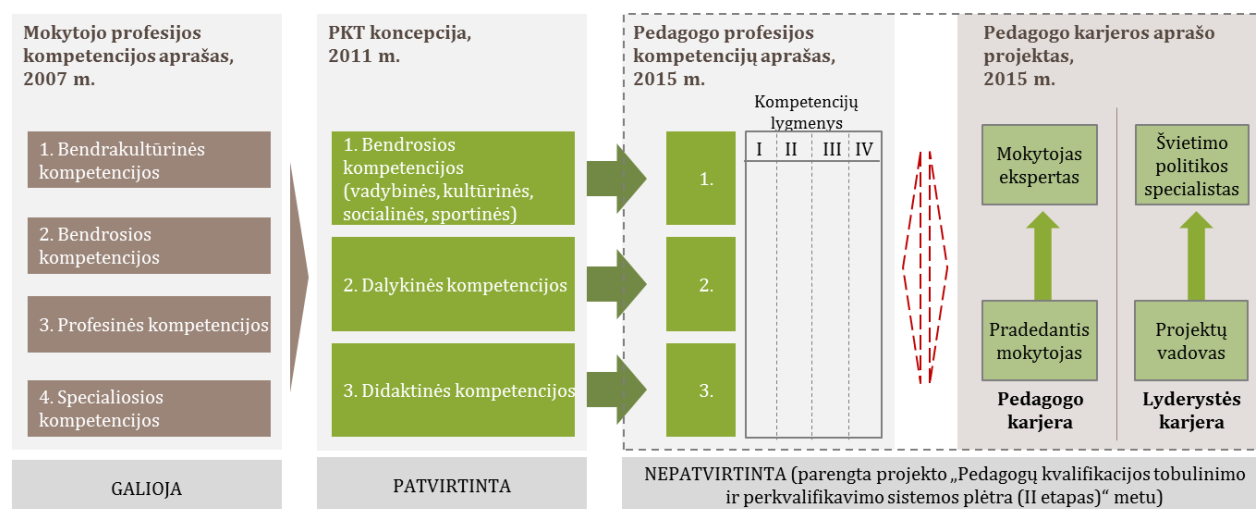 Mokytojo profesijos
kompetencijos aprašas,
2007 m.
1. Bendrakultūrinės
kompetencijos
2. Bendrosios
kompetencijos
3. Profesinės kompetencijos
4. Specialiosios
kompetencijos
GALIOJA
PKT koncepcija,
2011 m.
1. Bendrosios
kompetencijos
(vadybinės, kultūrinės,
socialinės, sportinės)
2. Dalykinės kompetencijos
3. Didaktinės kompetencijos
PATVIRTINTA
Pedagogo profesijos
kompetencijų aprašas,
2015 m.
Kompetencijų
lygmenys
I II III IV
1.
2.
3.
Pedagogo karjeros aprašo
projektas,
2015 m.
Mokytojas
ekspertas
Pradedantis
mokytojas
Pedagogo
karjera
Švietimo
politikos
specialistas
Projektų
vadovas
Lyderystės
karjera
NEPATVIRTINTA (parengta projekto „Pedagogų kvalifikacijos tobulinimo
ir perkvalifikavimo sistemos plėtra (II etapas)“ metu)